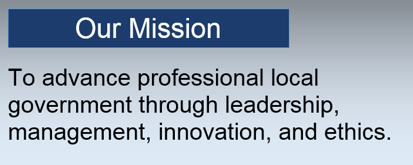 Our Mission
To advance professional local
government through leadership,
management, innovation, and ethics.